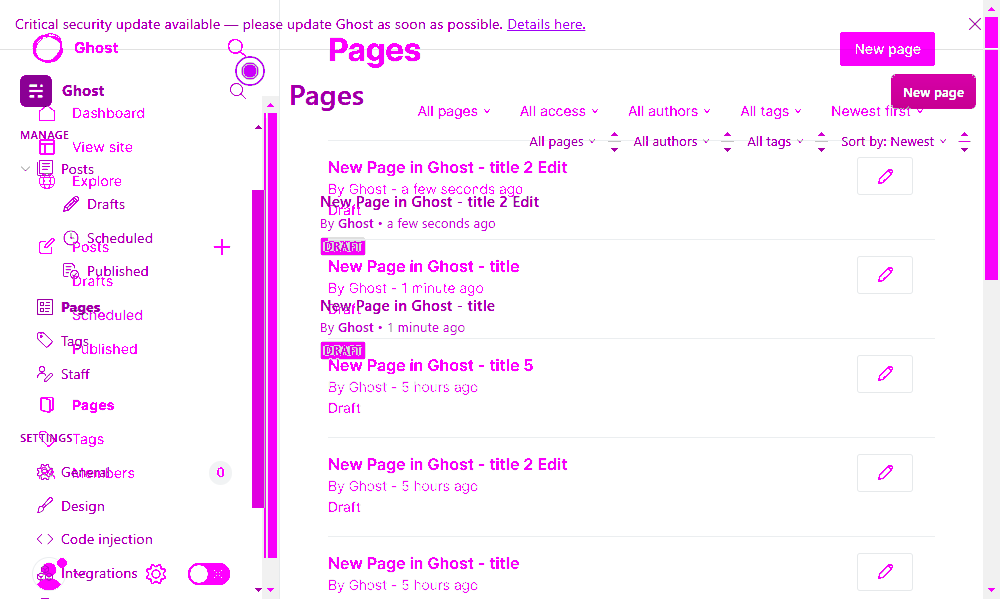 Critical security update available — please update Ghost as soon as possible. Details here.
Ghost
Ghost
Dashboard
MANAGE
View site
Posts
Explore
Drafts
Scheduled
Posts
Published
Drafts
Pages
Scheduled
Tags
Published
Staff
Pages
SETTINGS
Tags
General
Members
0
Design
Code injection
Integrations
Pages
New page
Pages
New page
All pages
All access
All authors
All tags
Newest first
All pages
All authors
All tags
Sort by: Newest
New Page in Ghost - title 2 Edit
By Ghost - a few seconds ago
Draft
New Page in Ghost - title 2 Edit
By Ghost • a few seconds ago
DRAFT
New Page in Ghost - title
By Ghost - 1 minute ago
Draft
New Page in Ghost - title
By Ghost • 1 minute ago
DRAFT
New Page in Ghost - title 5
By Ghost - 5 hours ago
Draft
New Page in Ghost - title 2 Edit
By Ghost - 5 hours ago
Draft
New Page in Ghost - title
By Ghost - 5 hours ago